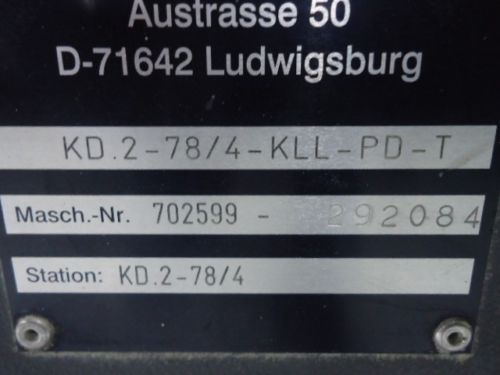 Austrasse 50
D-71642 Ludwigsburg
KD.2-78/4-KLL-PD-T
Masch.-Nr. 702599 - 292084
Station: KD.2-78/4